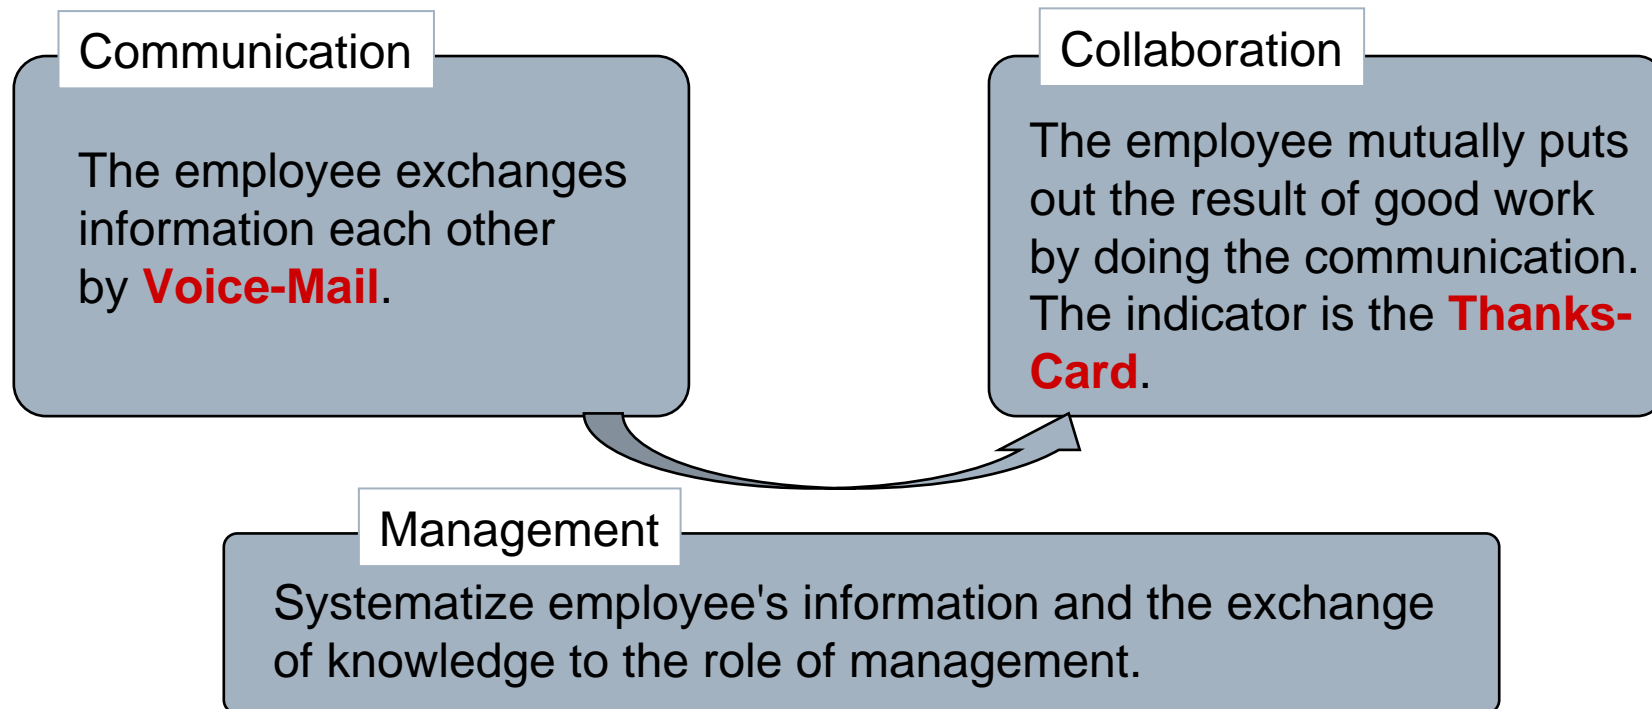 Communication
The employee exchanges
information each other
by Voice-Mail.
Collaboration
The employee mutually puts
out the result of good work
by doing the communication.
The indicator is the Thanks-
Card.
Management
Systematize employee's information and the exchange
of knowledge to the role of management.